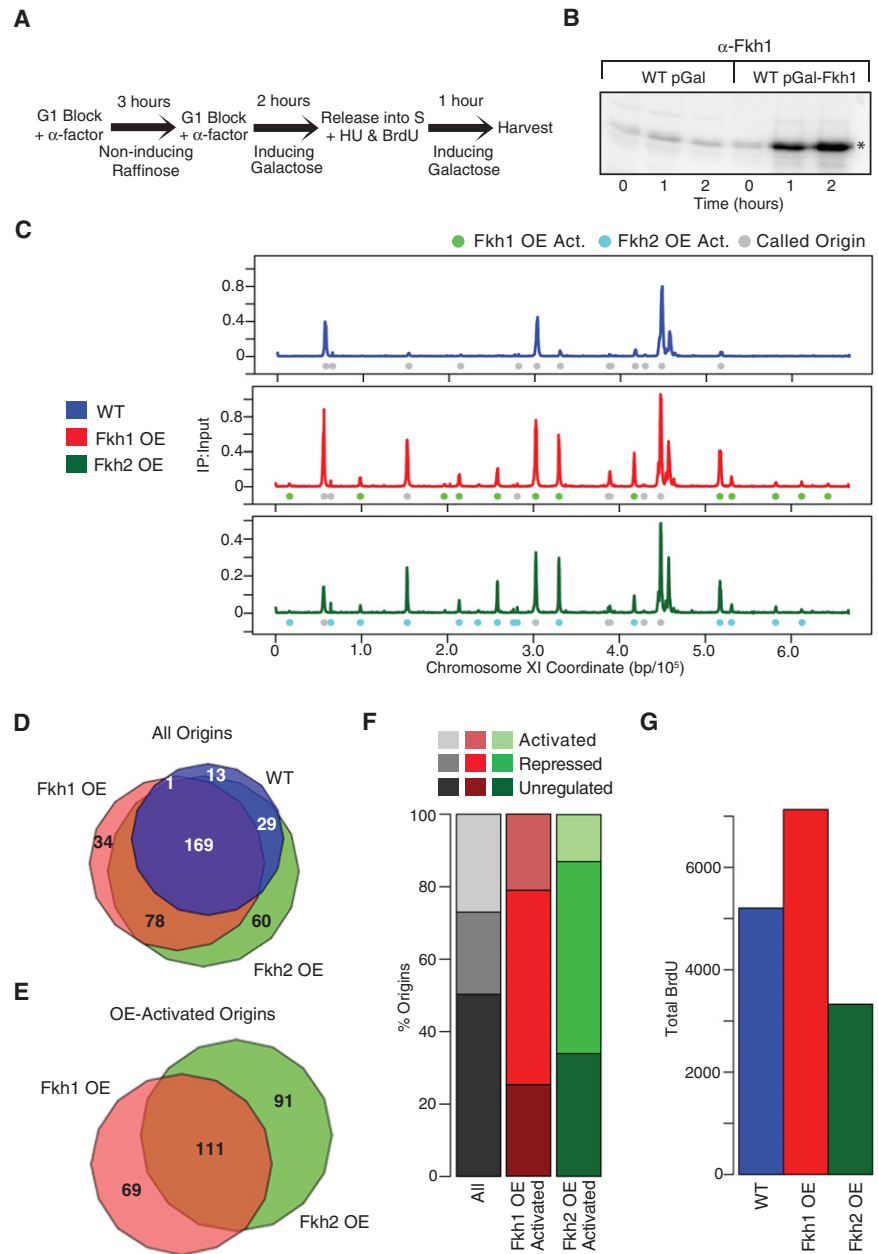 A
G1 Block
+ α-factor
3 hours
Non-inducing
Raffinose
G1 Block
+ α-factor
2 hours
Inducing
Galactose
Release into S
+ HU & BrdU
1 hour
Inducing
Galactose
Harvest
B
α-Fkh1
WT pGal
WT pGal-Fkh1
*
0 1 2 0 1 2
Time (hours)
C
Fkh1 OE Act.
Fkh2 OE Act.
Called Origin
WT
Fkh1 OE
Fkh2 OE
IP:Input
0.8
0.4
0
0.8
0.4
0
0.4
0.2
0
0 1.0 2.0 3.0 4.0 5.0 6.0
Chromosome XI Coordinate (bp/10⁵)
D
All Origins
Fkh1 OE
WT
1
13
29
34
169
78
60
Fkh2 OE
E
OE-Activated Origins
Fkh1 OE
91
111
69
Fkh2 OE
F
Activated
Repressed
Unregulated
% Origins
100
80
60
40
20
0
All
Fkh1 OE
Activated
Fkh2 OE
Activated
G
Total BrdU
6000
4000
2000
0
WT
Fkh1 OE
Fkh2 OE